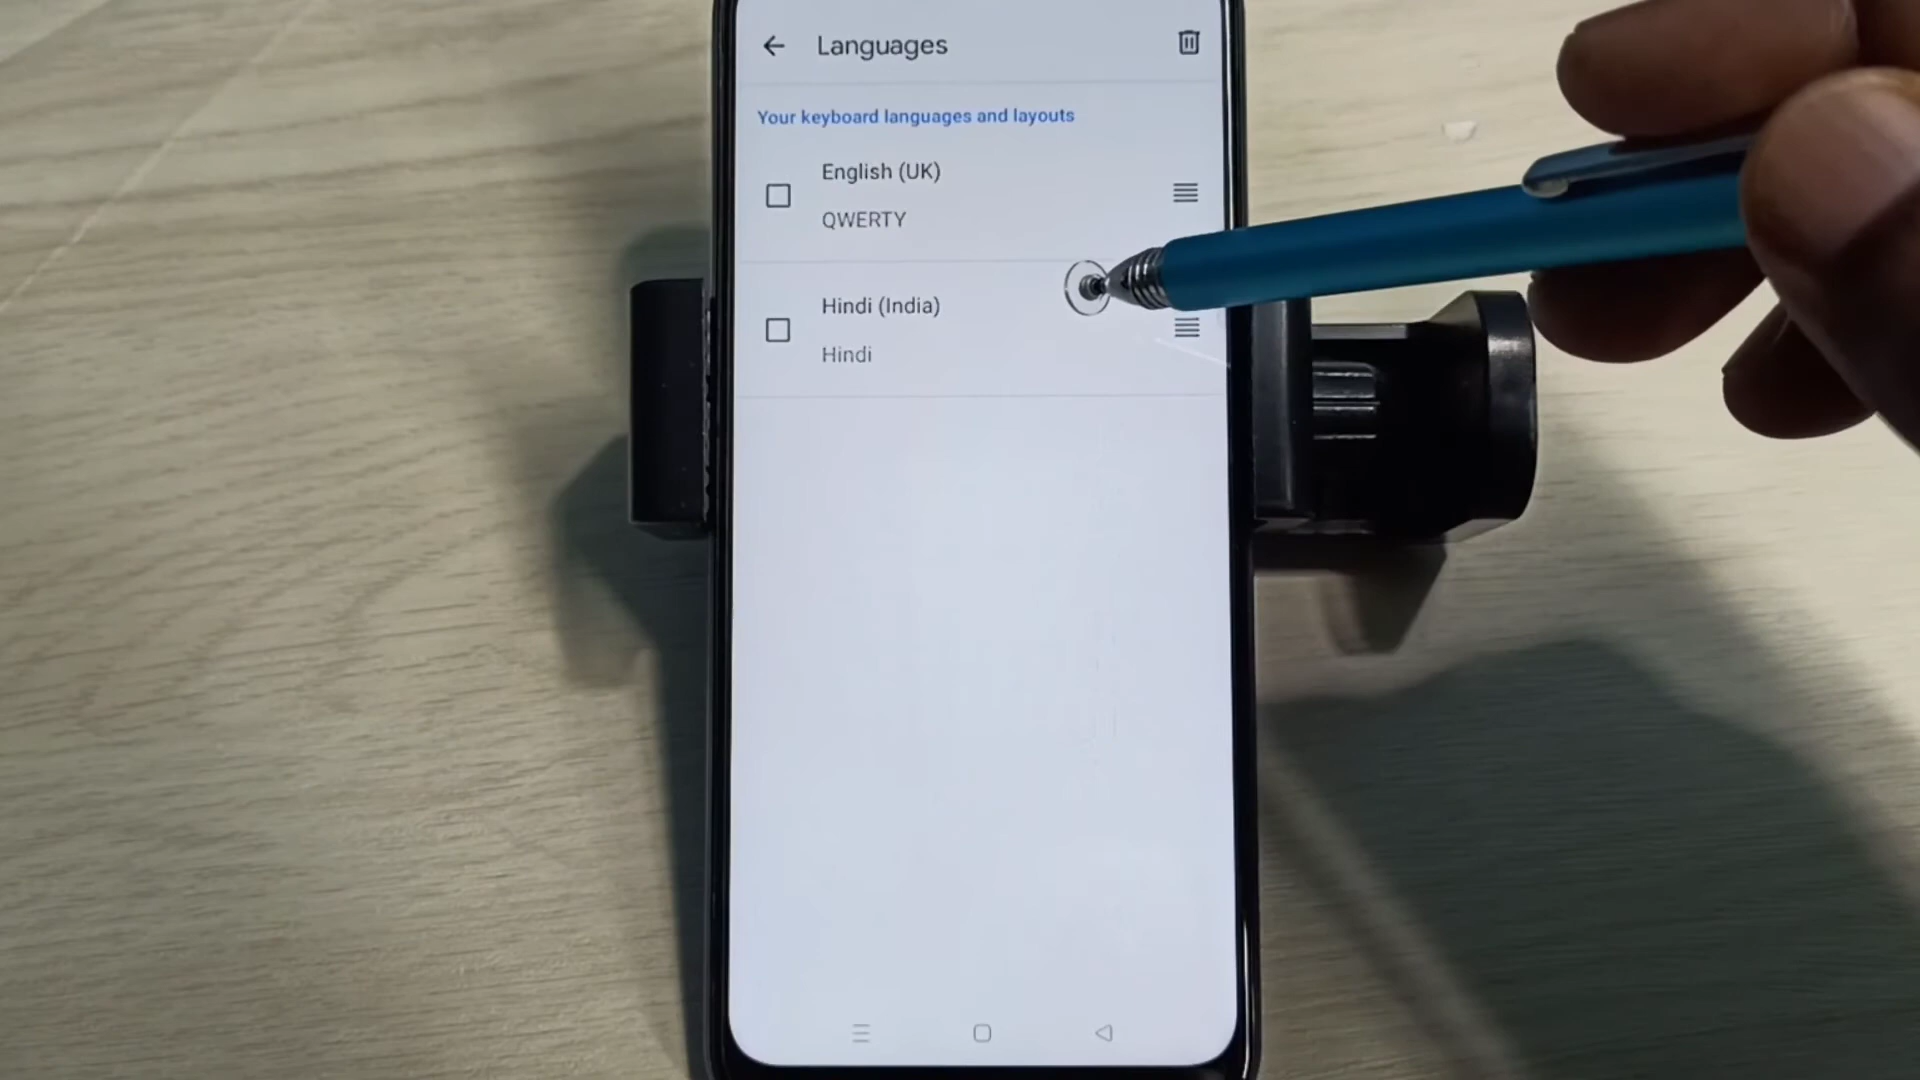 Languages
Your keyboard languages and layouts
English (UK)
QWERTY
Hindi (India)
Hindi